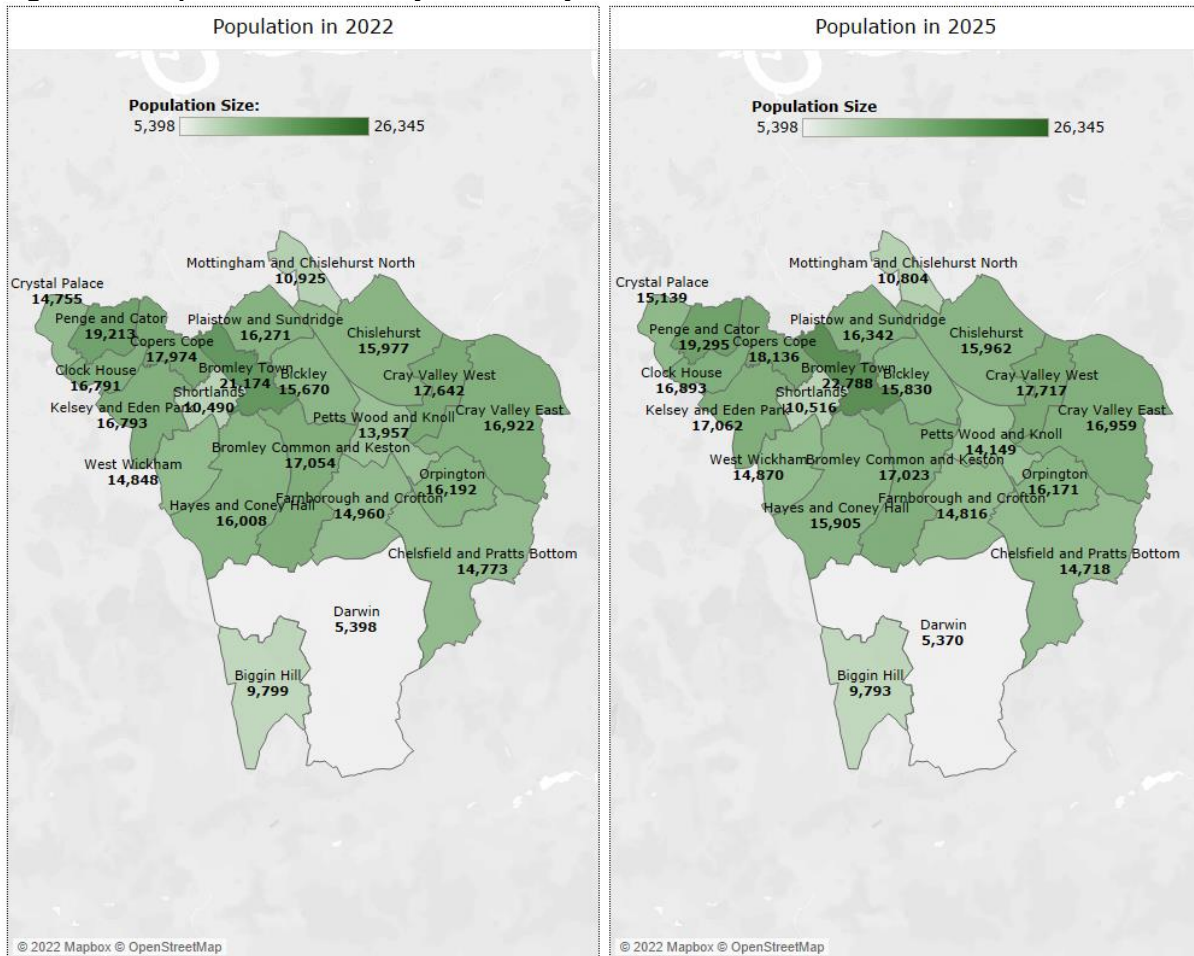 Population in 2022
Population Size:
5,398 26,345
Mottingham and Chislehurst North
10,925
Crystal Palace
14,755
Penge and Cator
19,213
Plaistow and Sundridge
16,271
Copers Cope
17,974
Chislehurst
15,977
Clock House
16,791
Bromley Town
21,174
Bickley
15,670
Cray Valley West
17,642
Shortlands
10,490
Kelsey and Eden Park
16,793
Petts Wood and Knoll
13,957
Cray Valley East
16,922
Bromley Common and Keston
17,054
West Wickham
14,848
Orpington
16,192
Hayes and Coney Hall
16,008
Farnborough and Crofton
14,960
Chelsfield and Pratts Bottom
14,773
Darwin
5,398
Biggin Hill
9,799
© 2022 Mapbox © OpenStreetMap
Population in 2025
Population Size
5,398 26,345
Mottingham and Chislehurst North
10,804
Crystal Palace
15,139
Penge and Cator
19,295
Plaistow and Sundridge
16,342
Copers Cope
18,136
Chislehurst
15,962
Clock House
16,893
Bromley Town
22,788
Bickley
15,830
Cray Valley West
17,717
Shortlands
10,516
Kelsey and Eden Park
17,062
Cray Valley East
16,959
Petts Wood and Knoll
14,149
West Wickham
14,870
Bromley Common and Keston
17,023
Orpington
16,171
Hayes and Coney Hall
15,905
Farnborough and Crofton
14,816
Chelsfield and Pratts Bottom
14,718
Darwin
5,370
Biggin Hill
9,793
© 2022 Mapbox © OpenStreetMap